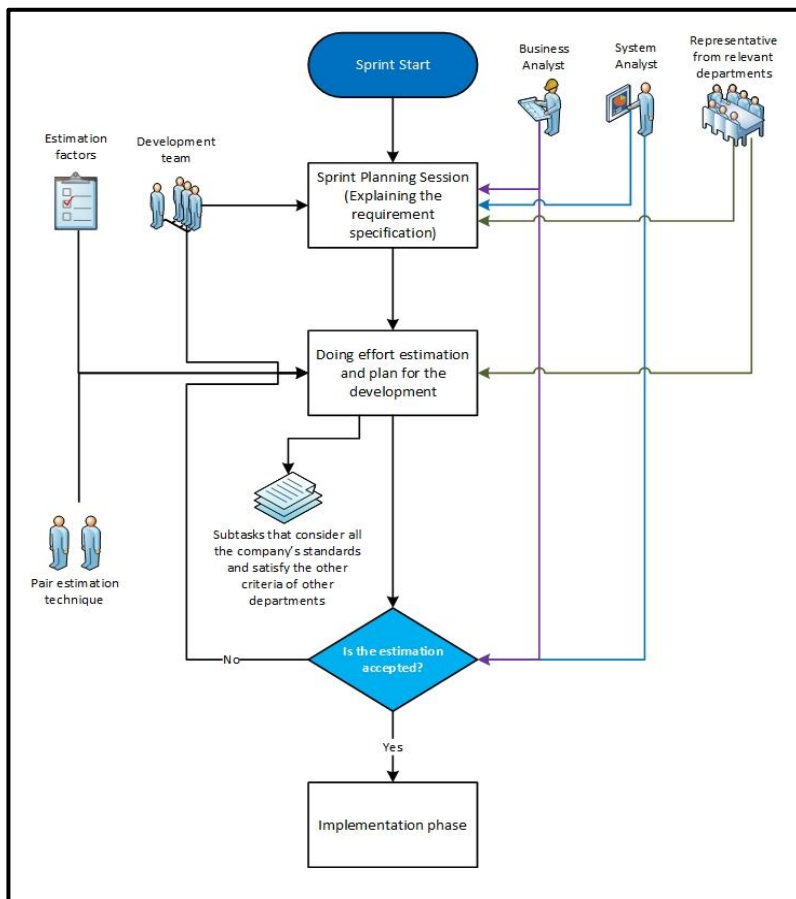 Sprint Start
Business
Analyst
System
Analyst
Representative
from relevant
departments
Estimation
factors
Development
team
Sprint Planning Session
(Explaining the
requirement
specification)
Doing effort estimation
and plan for the
development
Subtasks that consider all
the company's standards
and satisfy the other
criteria of other
departments
Pair estimation
technique
Is the estimation
accepted?
No
Yes
Implementation phase